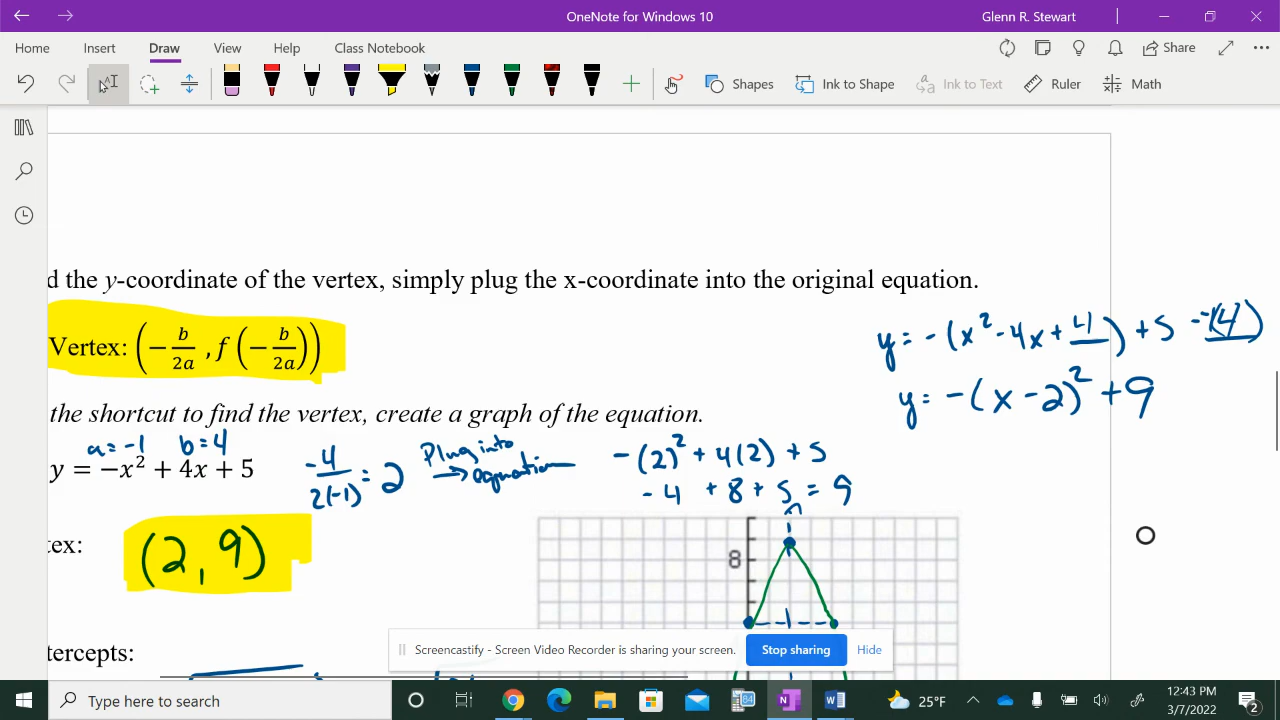 OneNote for Windows 10
Glenn R. Stewart
Home Insert Draw View Help Class Notebook Share
Shapes Ink to Shape Ink to Text Ruler Math
d the y-coordinate of the vertex, simply plug the x-coordinate into the original equation.
y = -(x² - 4x + 4) + 5 - -(4)
Vertex: (−b/2a, f(−b/2a))
y = -(x - 2)² + 9
the shortcut to find the vertex, create a graph of the equation.
a = -1 b = 4
y = −x² + 4x + 5
-4/2(-1) = 2
Plug into
→ equation
-(2)² + 4(2) + 5
-4 + 8 + 5 = 9
tex: (2, 9)
8
Screencastify - Screen Video Recorder is sharing your screen. Stop sharing Hide
tercepts:
Type here to search
84
25°F
12:43 PM
3/7/2022
2